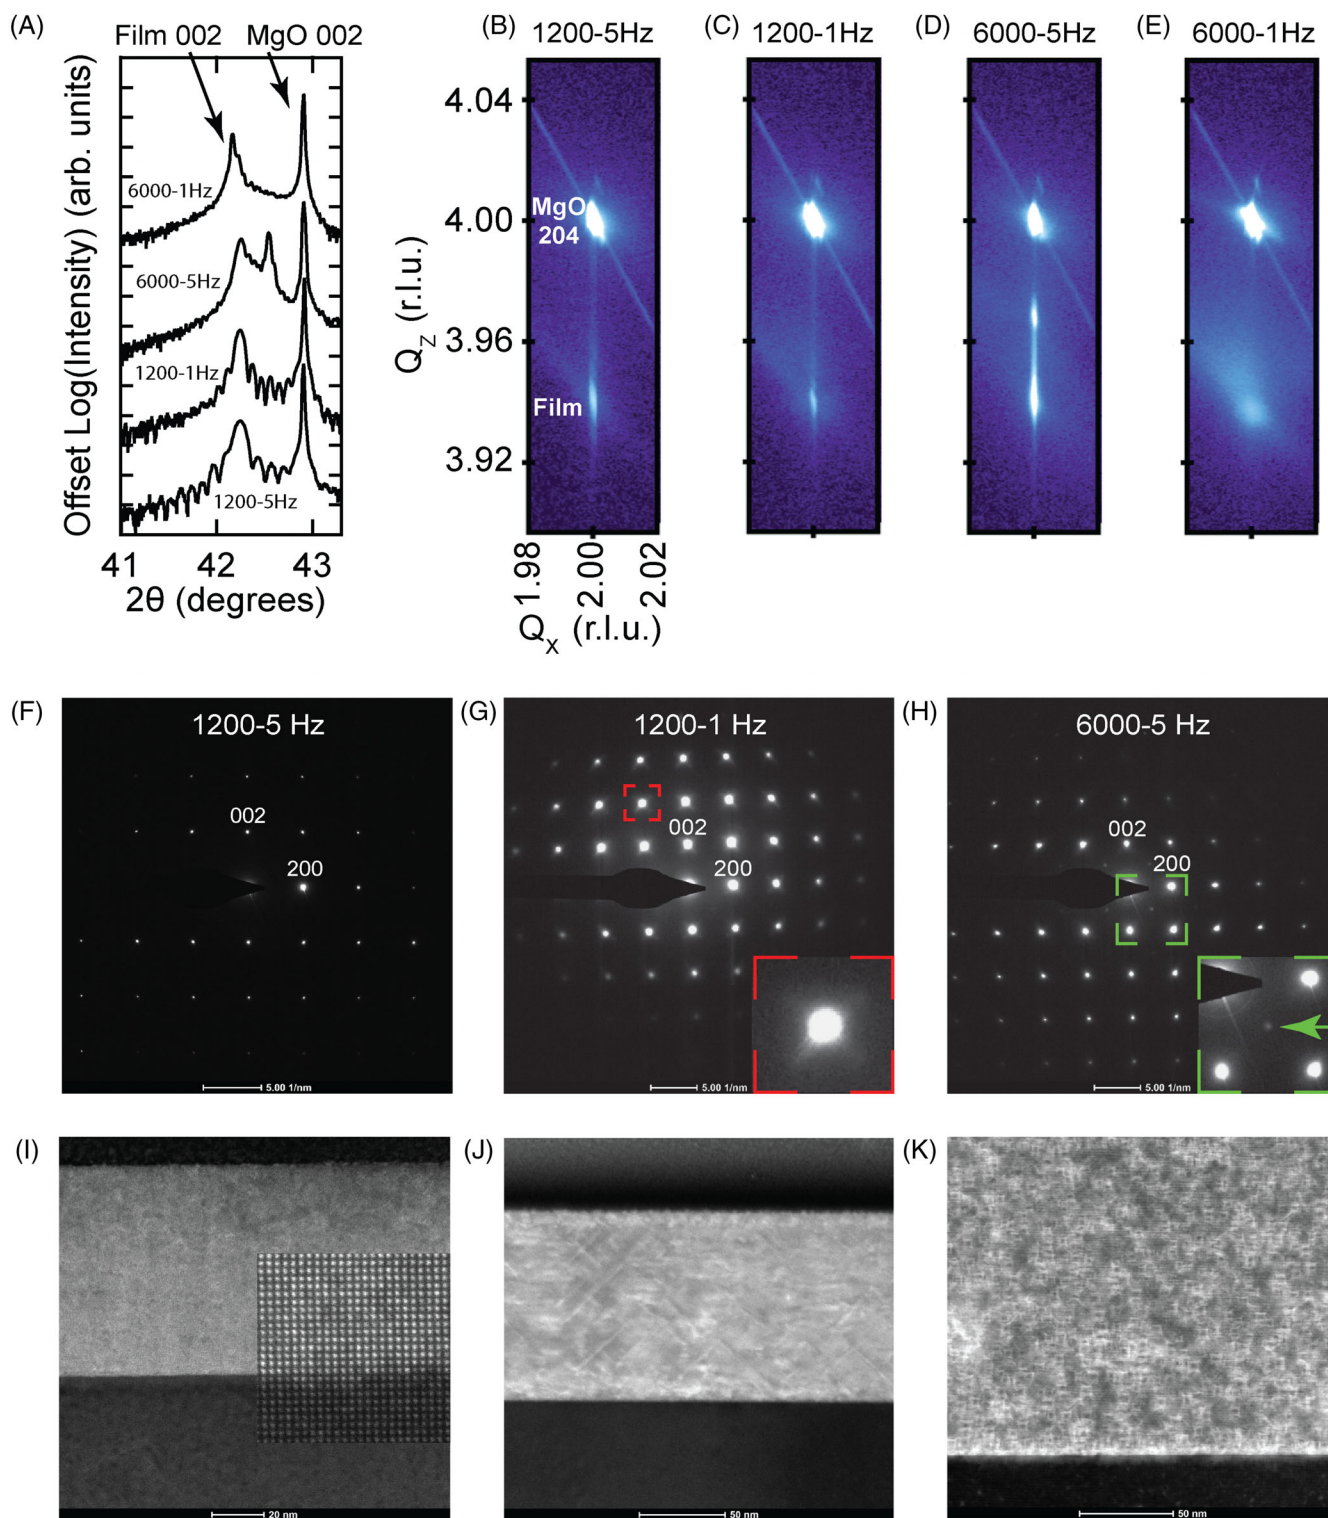 (A)
Film 002
MgO 002
6000-1Hz
6000-5Hz
1200-1Hz
1200-5Hz
Offset Log(Intensity) (arb. units)
41
42
43
2θ (degrees)
(B)
1200-5Hz
(C)
1200-1Hz
(D)
6000-5Hz
(E)
6000-1Hz
4.04
4.00
3.96
3.92
Q_Z (r.l.u.)
MgO
204
Film
1.98
2.00
2.02
Q_X (r.l.u.)
(F)
1200-5 Hz
002
200
5.00 1/nm
(G)
1200-1 Hz
002
200
5.00 1/nm
(H)
6000-5 Hz
002
200
5.00 1/nm
(I)
20 nm
(J)
50 nm
(K)
50 nm